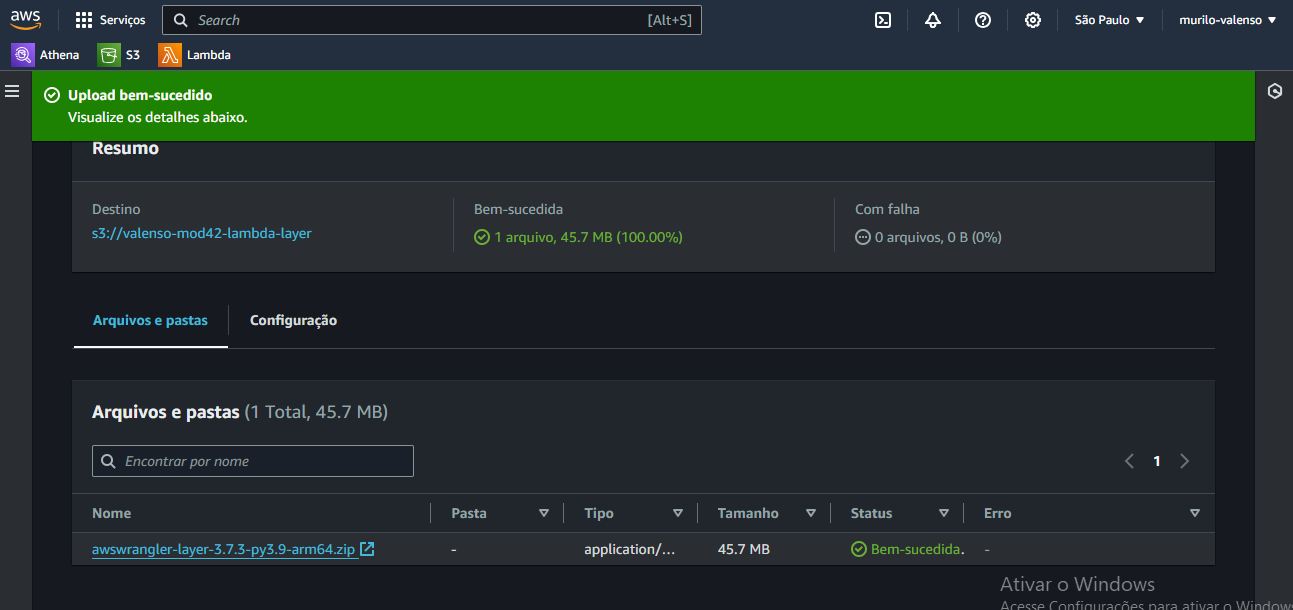 aws
Serviços
Search
[Alt+S]
São Paulo
murilo-valenso
Athena
S3
Lambda
Upload bem-sucedido
Visualize os detalhes abaixo.
Resumo
Destino
s3://valenso-mod42-lambda-layer
Bem-sucedida
1 arquivo, 45.7 MB (100.00%)
Com falha
0 arquivos, 0 B (0%)
Arquivos e pastas
Configuração
Arquivos e pastas (1 Total, 45.7 MB)
Encontrar por nome
1
Nome
Pasta
Tipo
Tamanho
Status
Erro
awswrangler-layer-3.7.3-py3.9-arm64.zip
-
application/...
45.7 MB
Bem-sucedida.
-
Ativar o Windows
Acesse Configurações para ativar o Windows